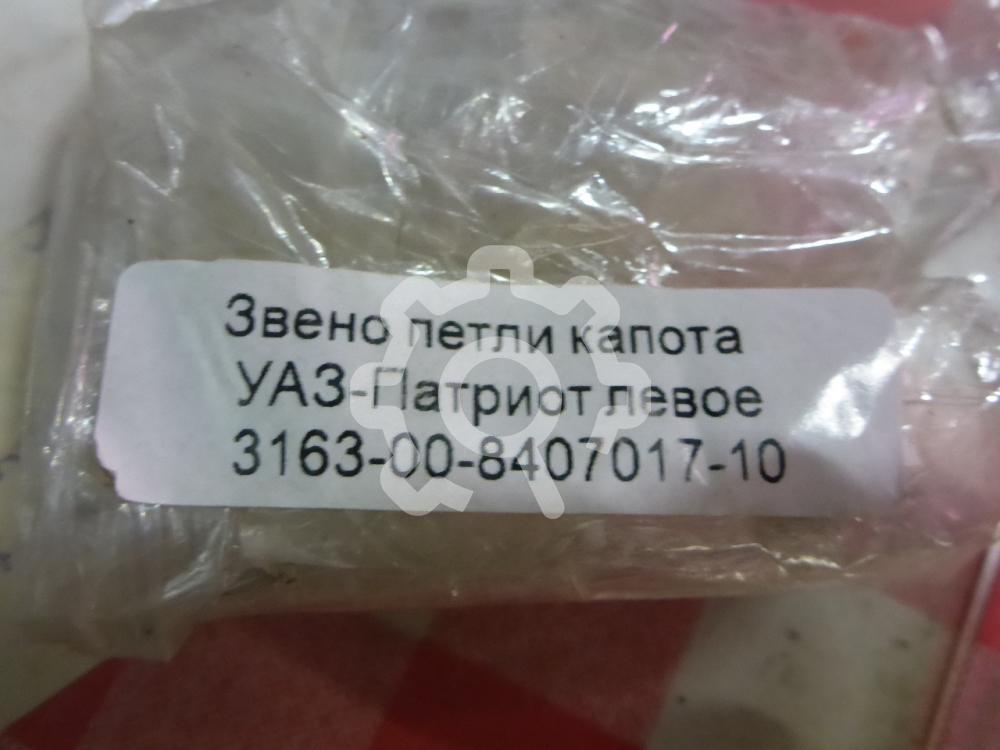 Звено петли капота
УАЗ-Патриот левое
3163-00-8407017-10